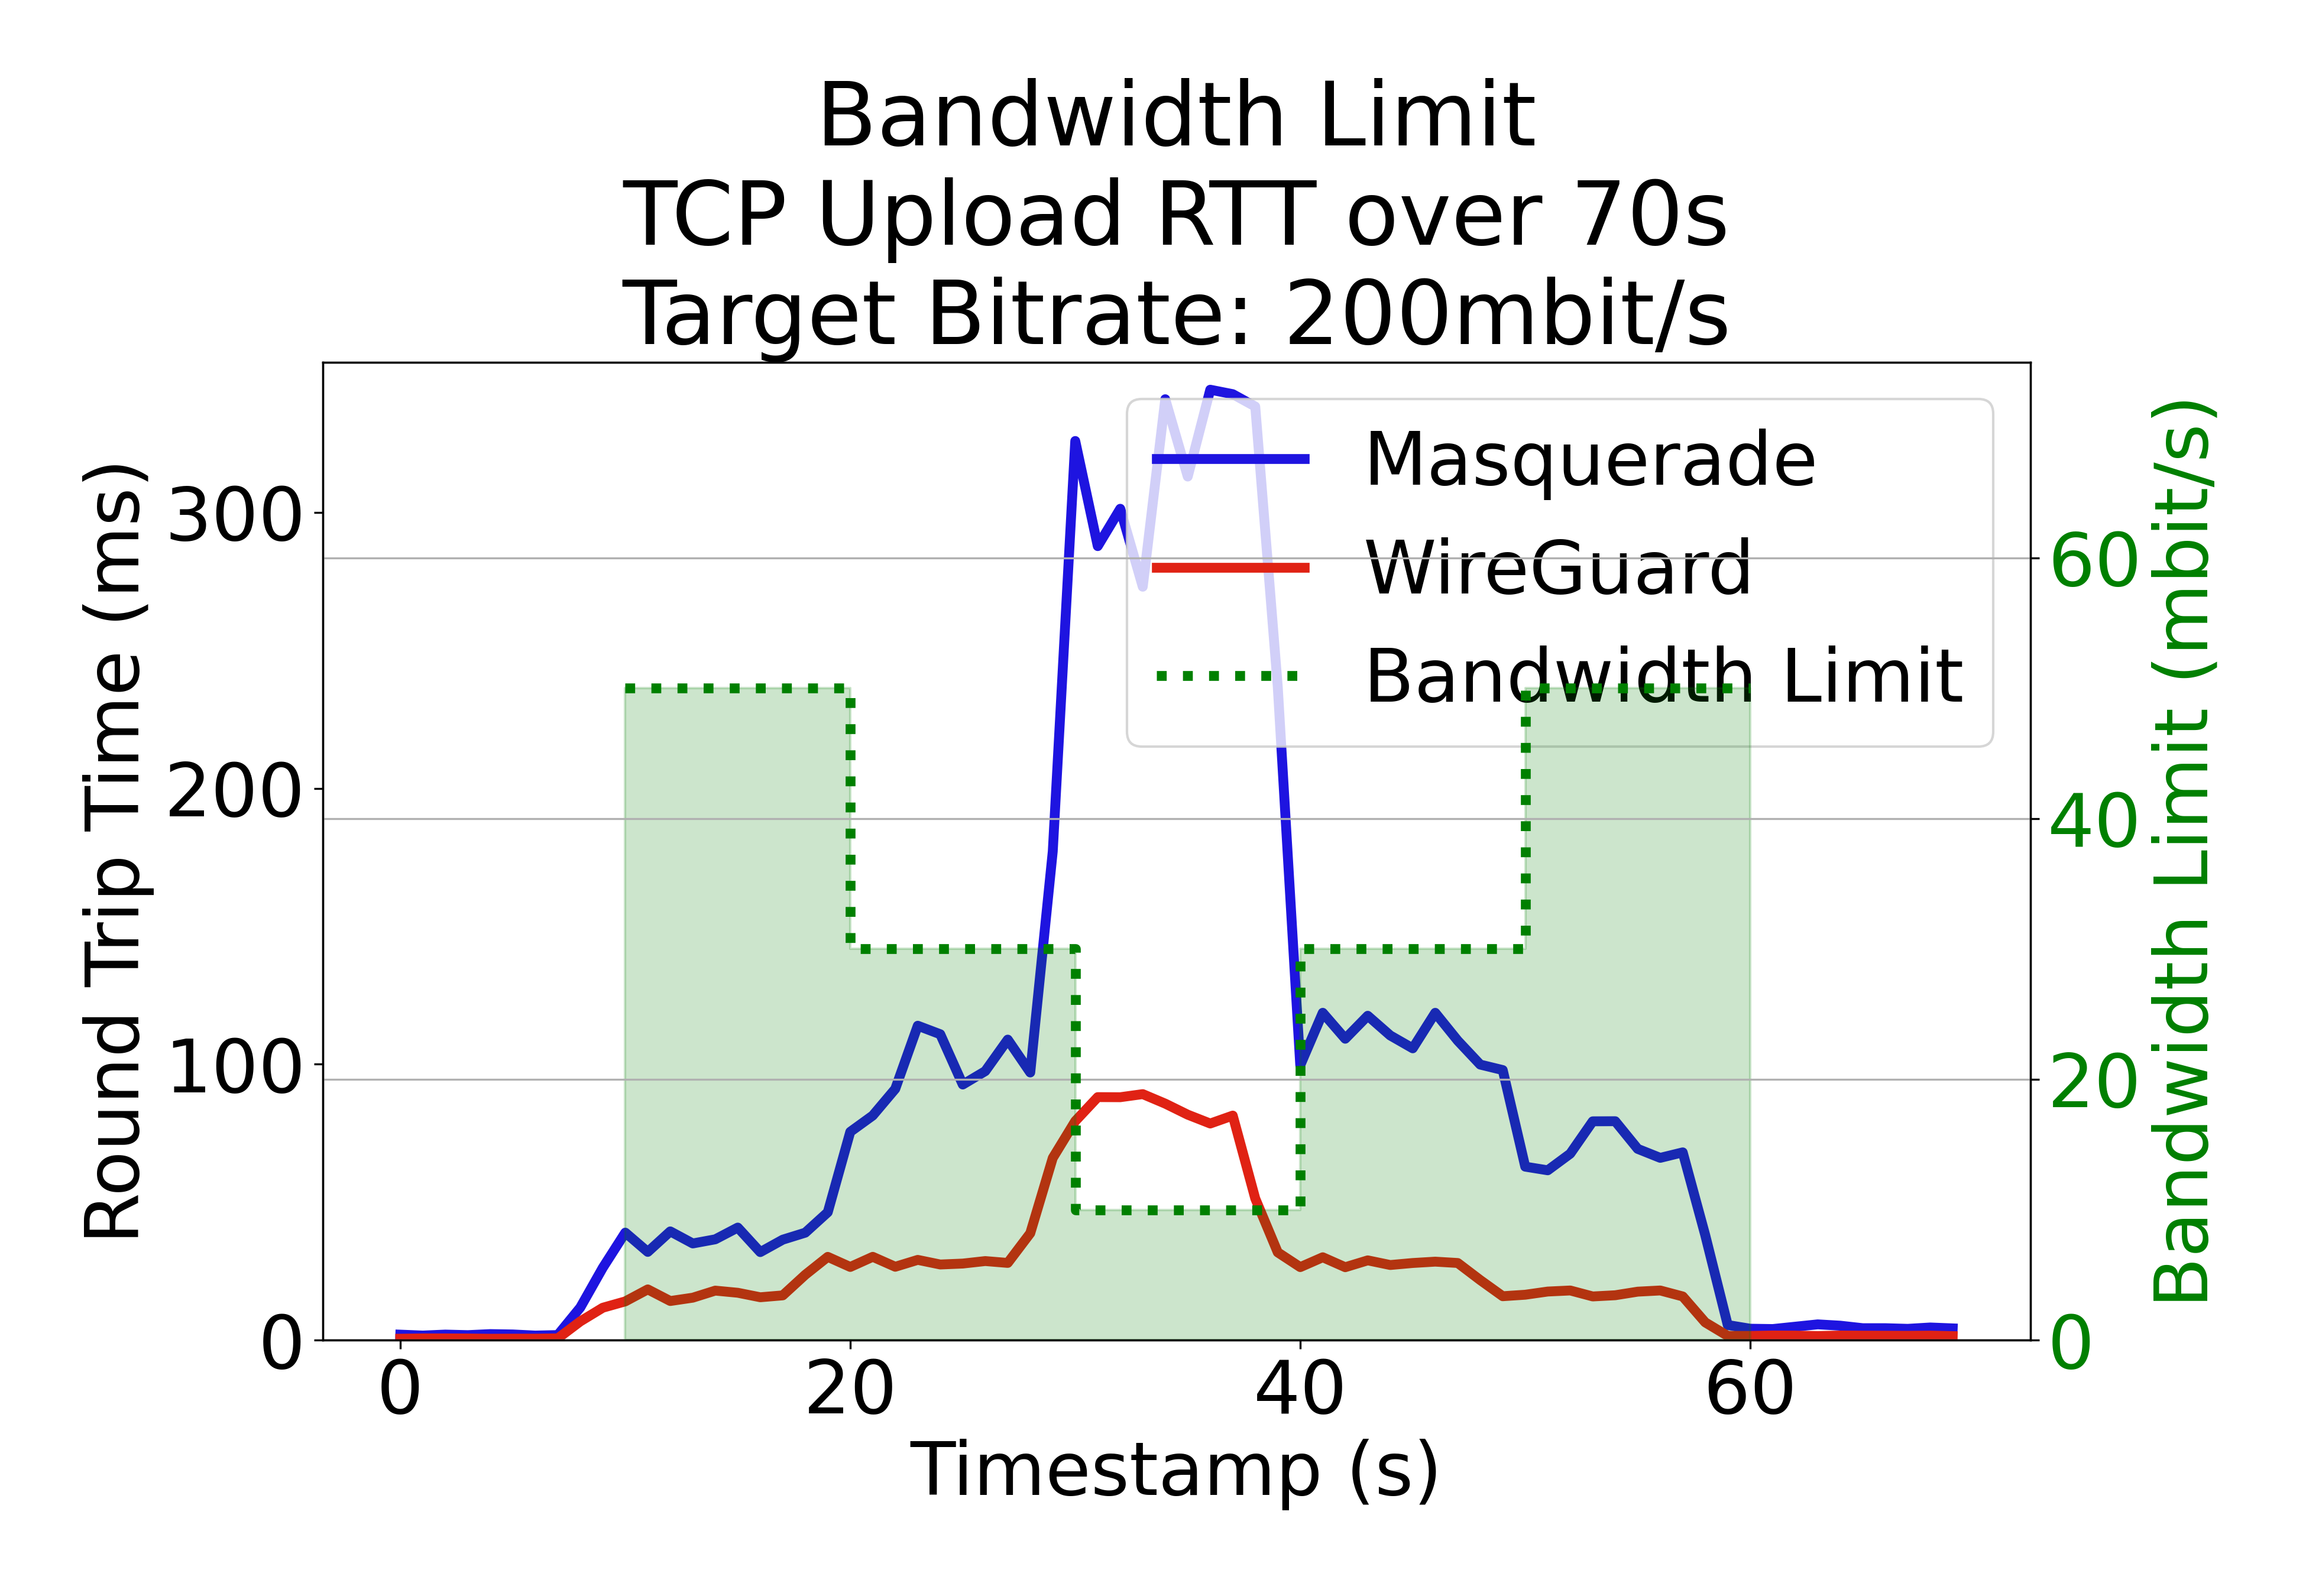 Bandwidth Limit
TCP Upload RTT over 70s
Target Bitrate: 200mbit/s
Round Trip Time (ms)
300
200
100
0
Masquerade
WireGuard
Bandwidth Limit
60
40
20
0
Bandwidth Limit (mbit/s)
0 20 40 60
Timestamp (s)